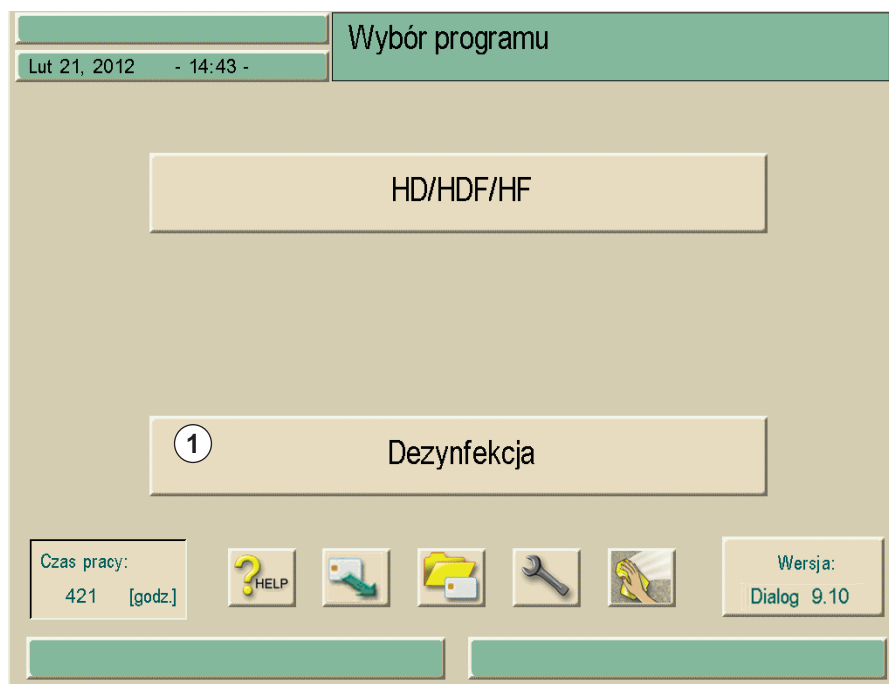 Wybór programu
Lut 21, 2012 - 14:43 -
HD/HDF/HF
1 Dezynfekcja
Czas pracy:
421 [godz.]
HELP
Wersja:
Dialog 9.10